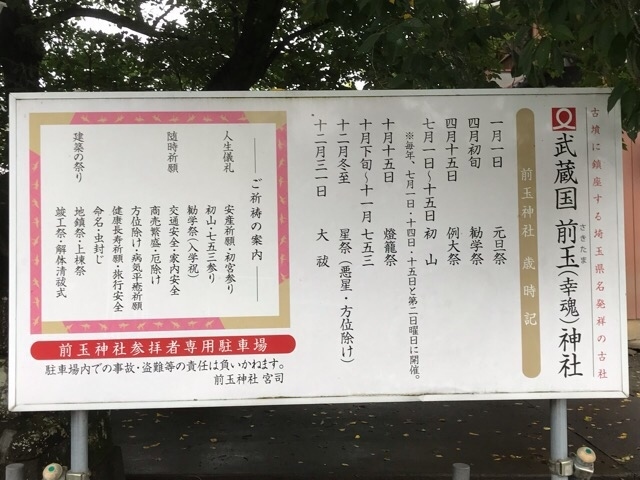 古墳に鎮座する埼玉県名発祥の古社
武蔵国 前玉(幸魂)神社
さきたま
前玉神社 歳時記
一月一日 元旦祭
四月初旬 勧学祭
四月十五日 例大祭
七月一日〜十五日 初山
※毎年、七月一日・十四日・十五日と第二日曜日に開催。
十月十五日 燈籠祭
十月下旬〜十一月 七五三
十二月冬至 星祭(悪星・方位除け)
十二月三一日 大祓
ご祈祷の案内
人生儀礼
安産祈願・初宮参り
初山・七五三参り
勧学祭(入学祝)
随時祈願
交通安全・家内安全
商売繁盛・厄除け
方位除け・病気平癒祈願
健康長寿祈願・旅行安全
命名・虫封じ
建築の祭り
地鎮祭・上棟祭
竣工祭・解体清祓式
前玉神社参拝者専用駐車場
駐車場内での事故・盗難等の責任は負いかねます。
前玉神社 宮司